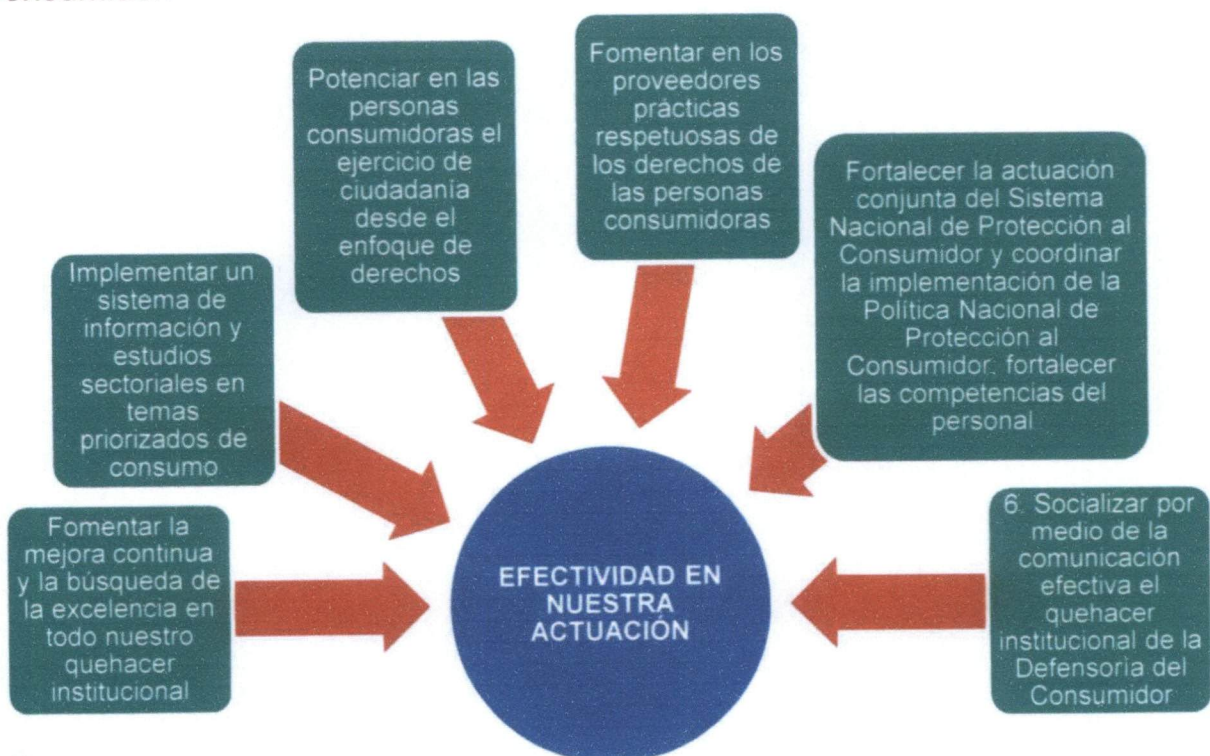 Fomentar la
mejora continua
y la búsqueda de
la excelencia en
todo nuestro
quehacer
institucional
Implementar un
sistema de
información y
estudios
sectoriales en
temas
priorizados de
consumo
Potenciar en las
personas
consumidoras el
ejercicio de
ciudadanía
desde el
enfoque de
derechos
Fomentar en los
proveedores
prácticas
respetuosas de
los derechos de
las personas
consumidoras
Fortalecer la actuación
conjunta del Sistema
Nacional de Protección al
Consumidor y coordinar
la implementación de la
Política Nacional de
Protección al
Consumidor; fortalecer
las competencias del
personal
6. Socializar por
medio de la
comunicación
efectiva el
quehacer
institucional de la
Defensoría del
Consumidor
EFECTIVIDAD EN
NUESTRA
ACTUACIÓN